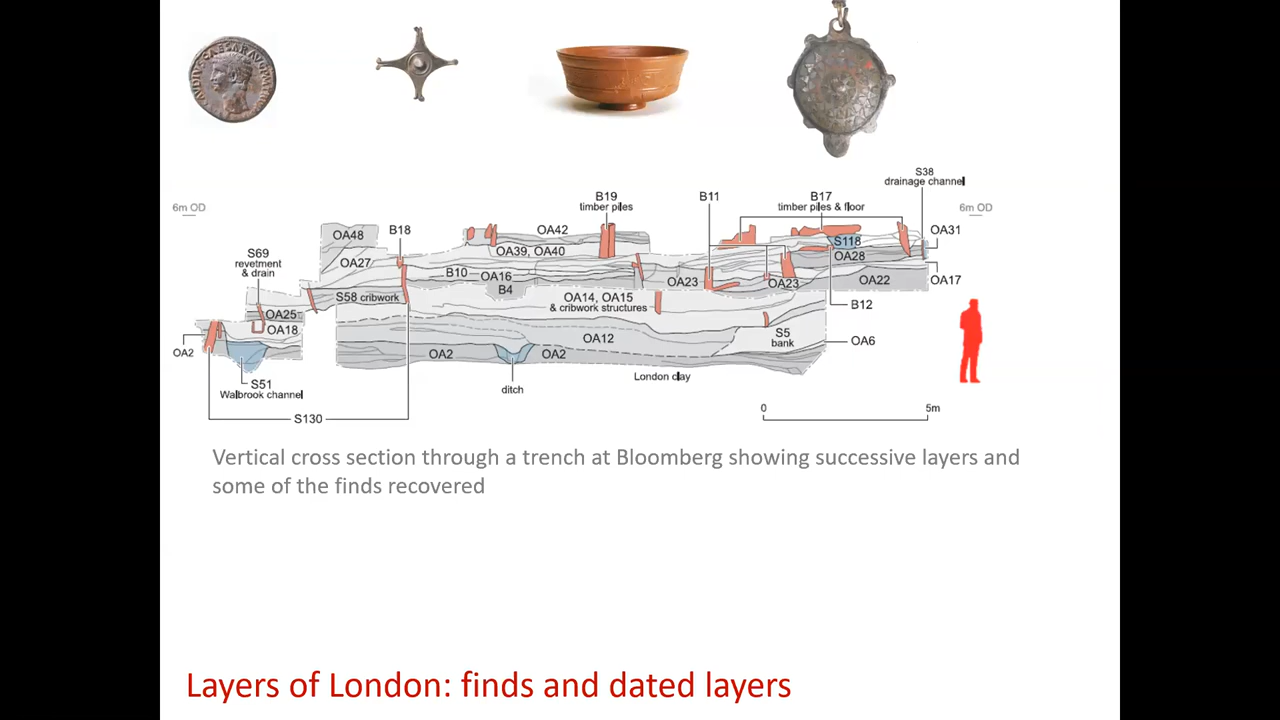 S38
drainage channel
6m OD
B19
timber piles
B11
B17
timber piles & floor
6m OD
OA48
B18
OA42
OA31
S118
S69
revetment
& drain
OA27
OA39, OA40
OA28
B10
OA16
OA23
OA23
OA22
OA17
B4
S58 cribwork
OA14, OA15
& cribwork structures
B12
OA25
OA18
OA12
S5
bank
OA6
OA2
OA2
OA2
London clay
S51
Walbrook channel
ditch
0
5m
S130
Vertical cross section through a trench at Bloomberg showing successive layers and
some of the finds recovered
Layers of London: finds and dated layers